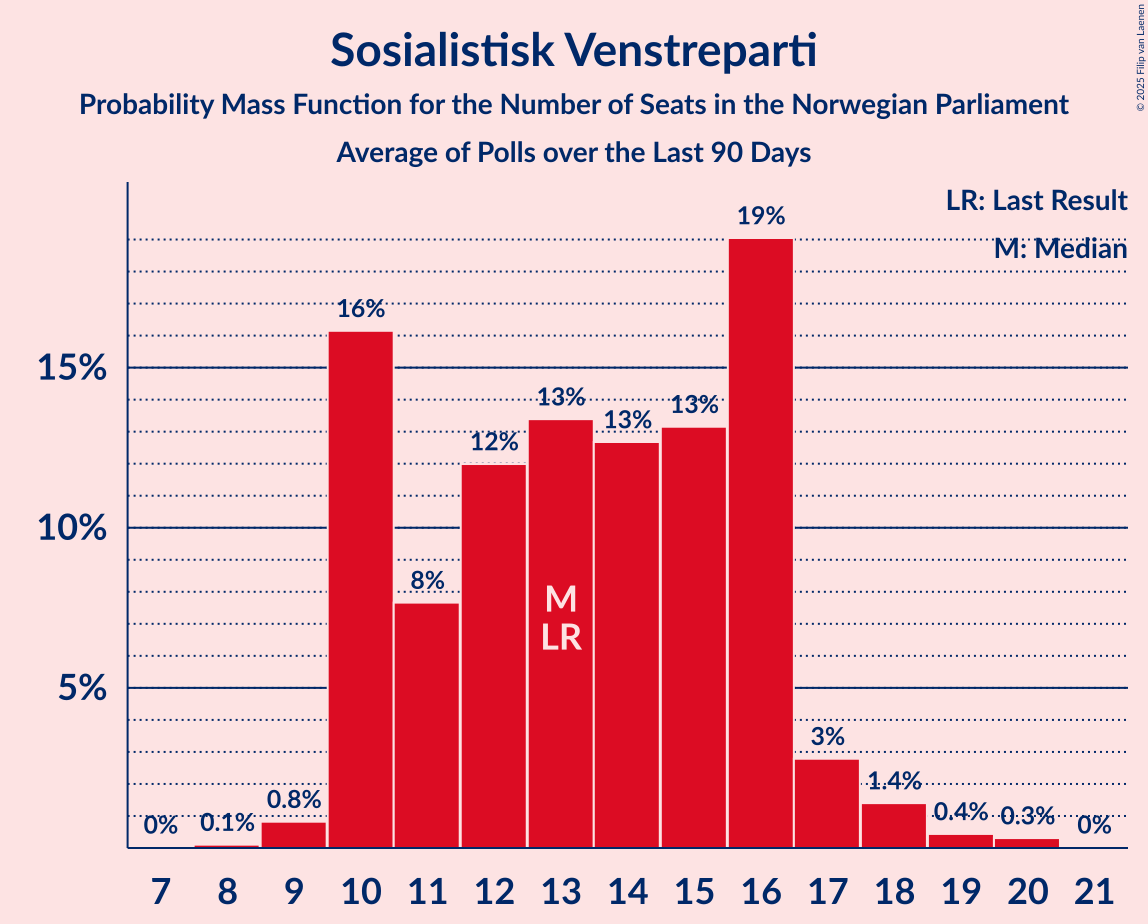 Sosialistisk Venstreparti
Probability Mass Function for the Number of Seats in the Norwegian Parliament
Average of Polls over the Last 90 Days
© 2025 Filip van Laenen
LR: Last Result
M: Median
15%
10%
5%
0%
0.1%
0.8%
16%
8%
12%
13%
13%
13%
19%
3%
1.4%
0.4%
0.3%
0%
M
LR
7 8 9 10 11 12 13 14 15 16 17 18 19 20 21